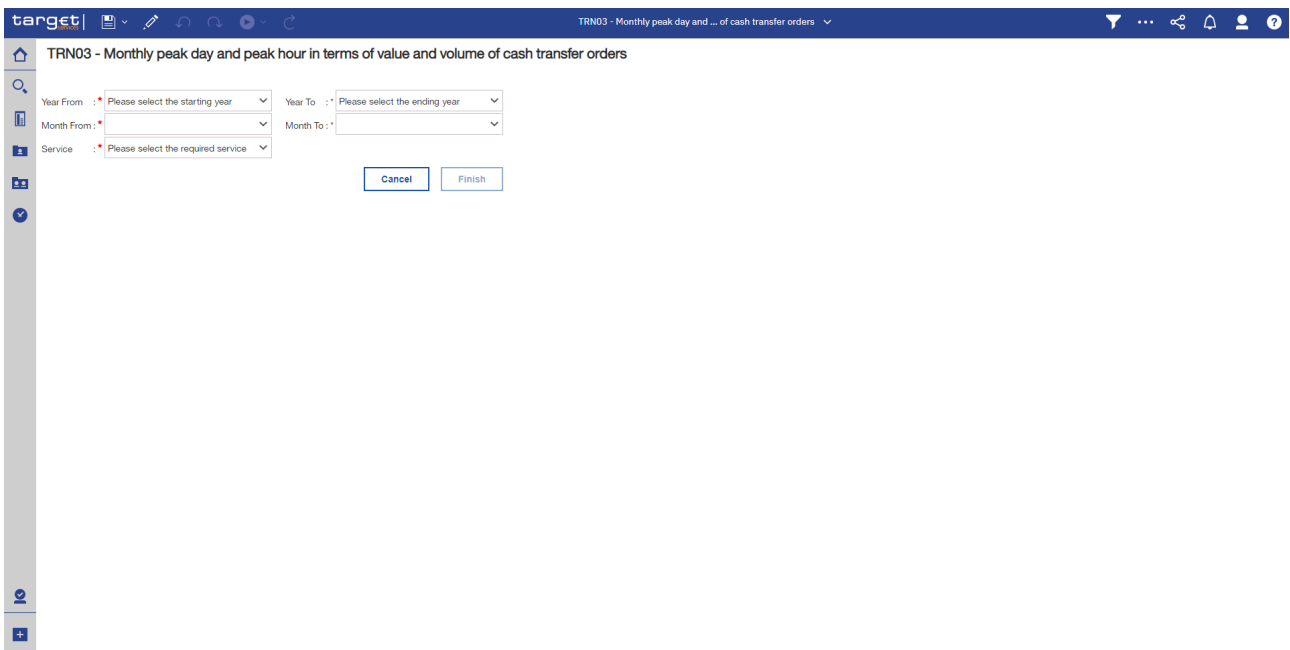 target| services TRN03 - Monthly peak day and ... of cash transfer orders
TRN03 - Monthly peak day and peak hour in terms of value and volume of cash transfer orders
Year From : * Please select the starting year Year To : * Please select the ending year
Month From : * Month To : *
Service : * Please select the required service
Cancel Finish